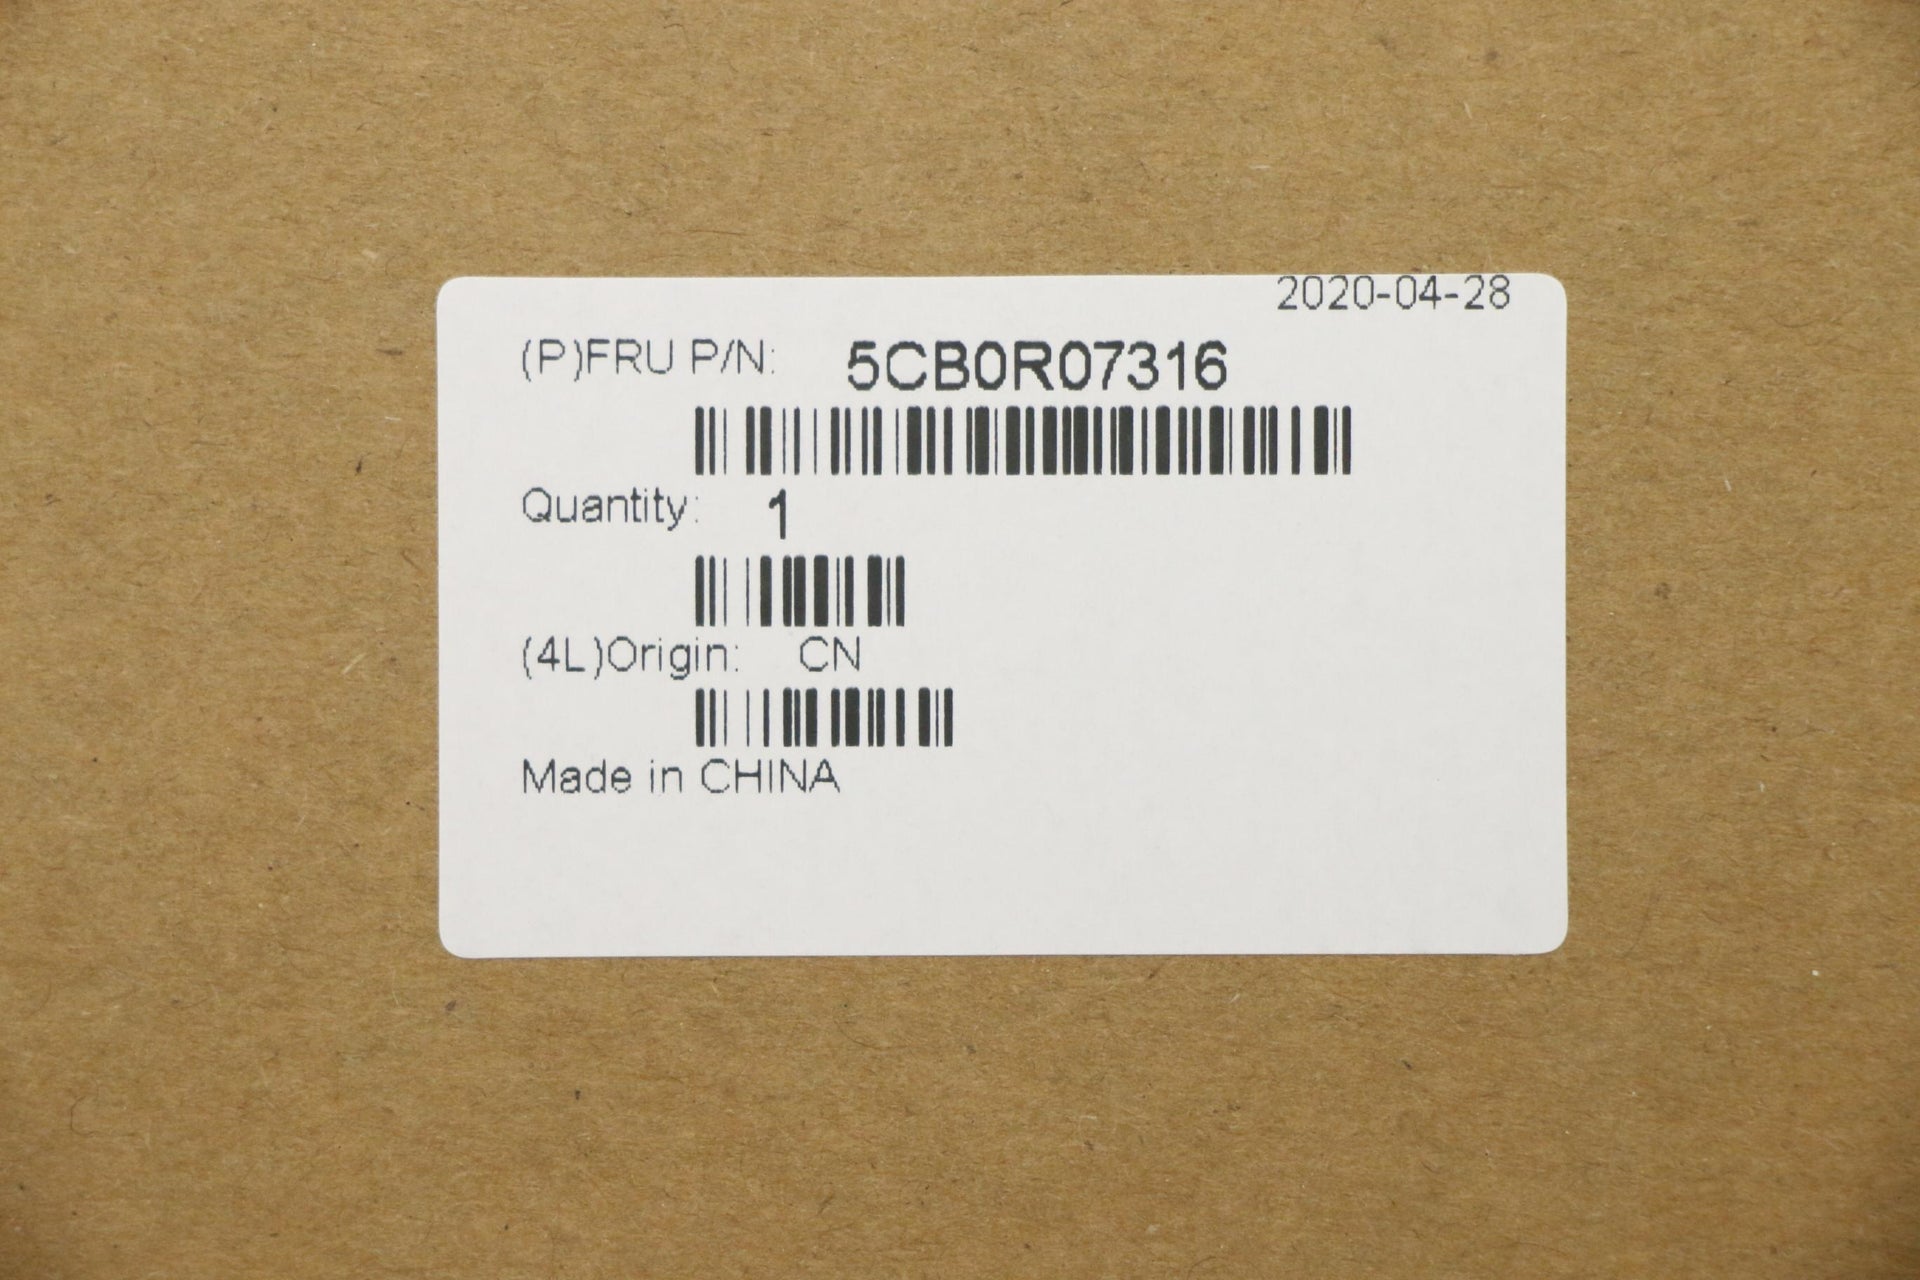 2020-04-28
(P)FRU P/N: 5CB0R07316
Quantity: 1
(4L)Origin: CN
Made in CHINA